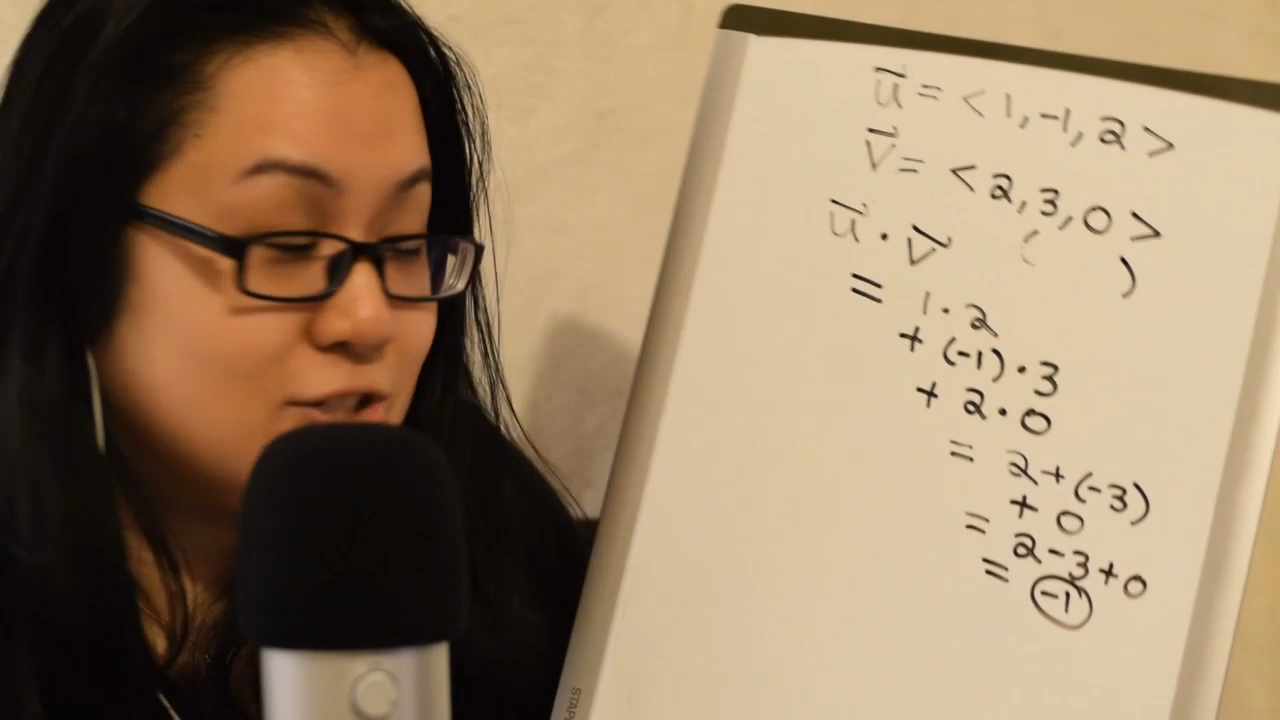 u⃗ = <1, -1, 2>
v⃗ = <2, 3, 0>
u⃗ · v⃗ ( )
= 1 · 2
+ (-1) · 3
+ 2 · 0
= 2 + (-3)
+ 0
= 2 - 3 + 0
= -1
STAP